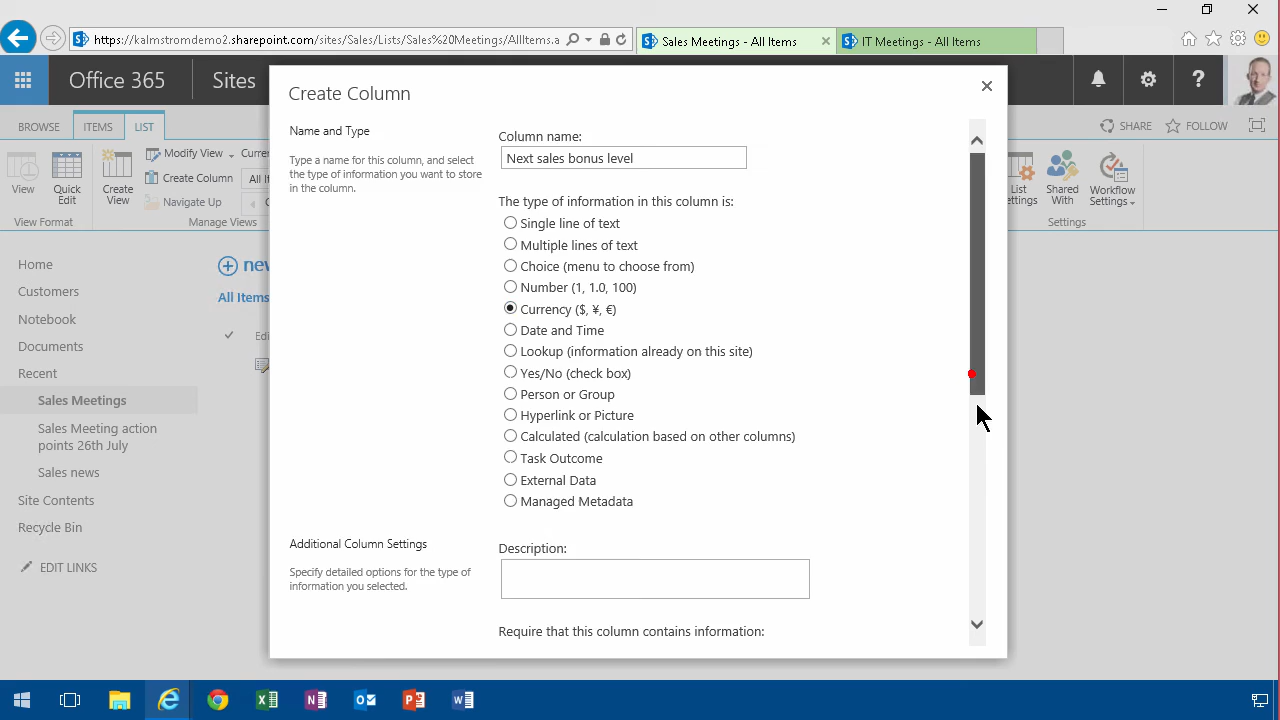 https://kalmstromdemo2.sharepoint.com/sites/Sales/Lists/Sales%20Meetings/AllItems.a
Sales Meetings - All Items
IT Meetings - All Items
Office 365
Sites
BROWSE
ITEMS
LIST
SHARE
FOLLOW
View
Quick
Edit
View Format
Create
View
Modify View
Create Column
Navigate Up
Manage Views
All I
List
Shared
With
Workflow
Settings
Settings
Home
Customers
Notebook
Documents
Recent
Sales Meetings
Sales Meeting action
points 26th July
Sales news
Site Contents
Recycle Bin
EDIT LINKS
All Items
Create Column
Name and Type
Type a name for this column, and select
the type of information you want to store
in the column.
Column name:
Next sales bonus level
The type of information in this column is:
Single line of text
Multiple lines of text
Choice (menu to choose from)
Number (1, 1.0, 100)
Currency ($, ¥, €)
Date and Time
Lookup (information already on this site)
Yes/No (check box)
Person or Group
Hyperlink or Picture
Calculated (calculation based on other columns)
Task Outcome
External Data
Managed Metadata
Additional Column Settings
Specify detailed options for the type of
information you selected.
Description:
Require that this column contains information: